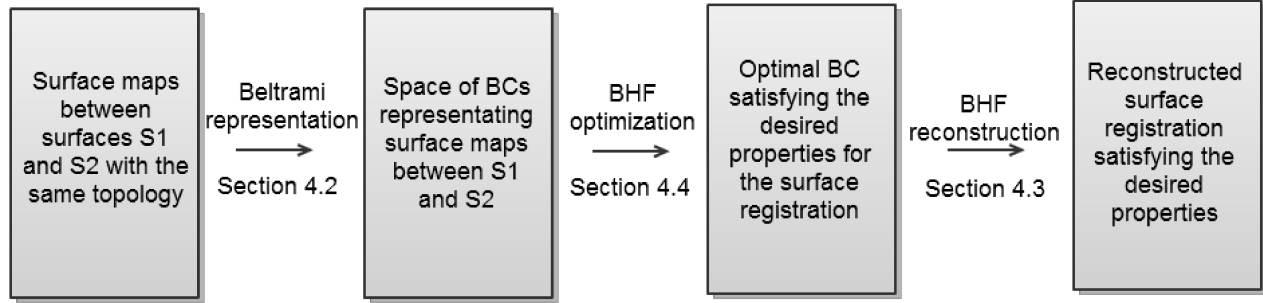 Surface maps
between
surfaces S1
and S2 with the
same topology
Beltrami
representation
Section 4.2
Space of BCs
representing
surface maps
between S1
and S2
BHF
optimization
Section 4.4
Optimal BC
satisfying the
desired
properties for
the surface
registration
BHF
reconstruction
Section 4.3
Reconstructed
surface
registration
satisfying the
desired
properties